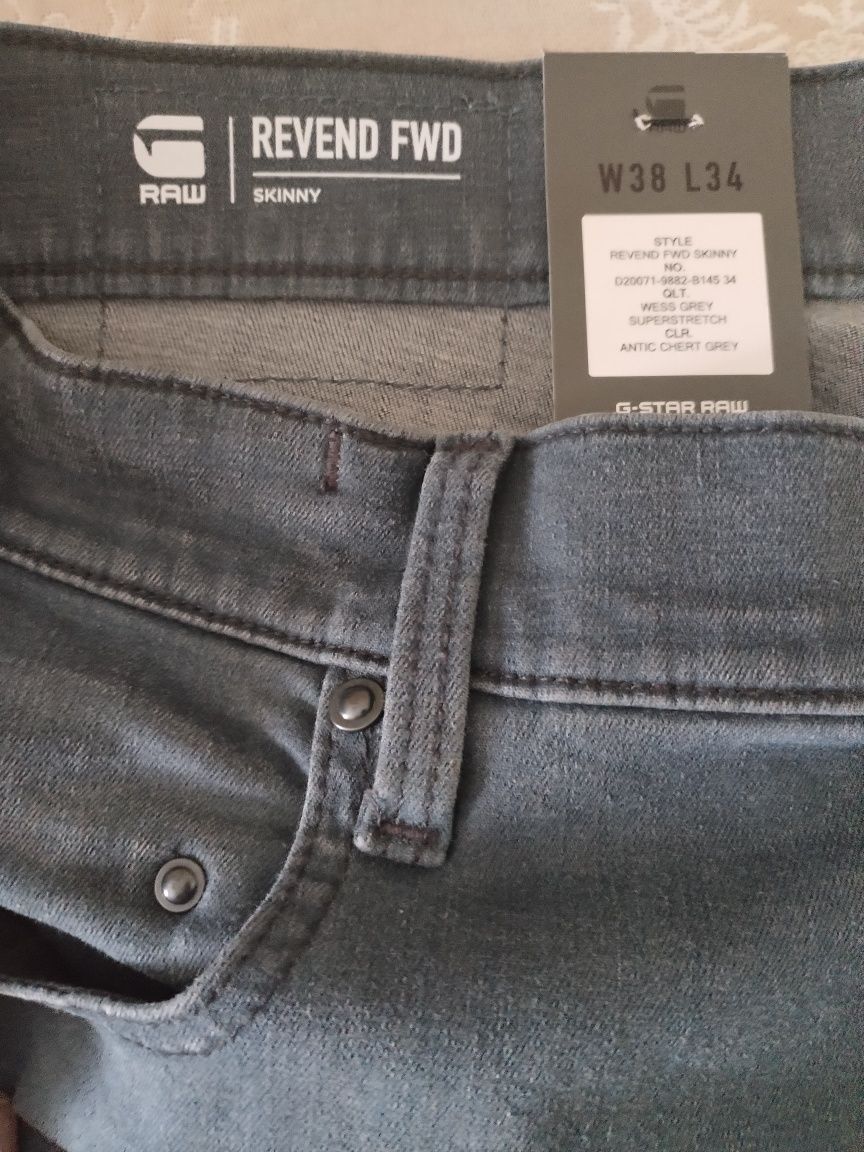 RAW
REVEND FWD
SKINNY
W38 L34
STYLE
REVEND FWD SKINNY
NO.
D20071-9882-B145 34
QLT.
WESS GREY
SUPERSTRETCH
CLR.
ANTIC CHERT GREY
G-STAR RAW